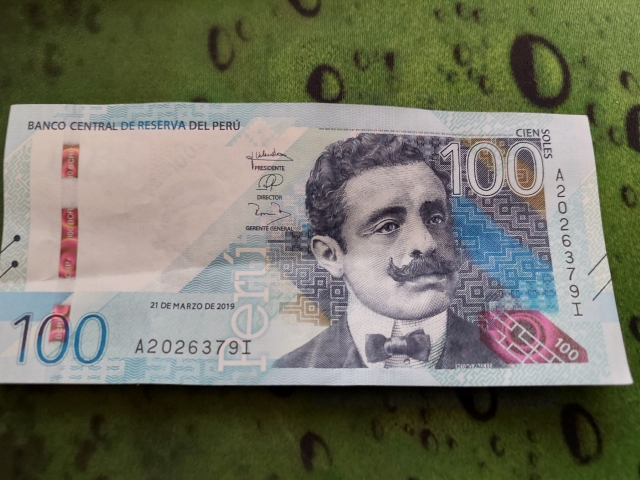 BANCO CENTRAL DE RESERVA DEL PERÚ
CIEN SOLES
100
PRESIDENTE
DIRECTOR
GERENTE GENERAL
A2026379I
Perú
21 DE MARZO DE 2019
100
A2026379I
100